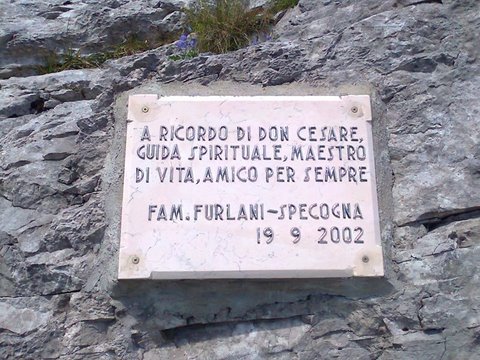 A RICORDO DI DON CESARE,
GUIDA SPIRITUALE, MAESTRO
DI VITA, AMICO PER SEMPRE
FAM. FURLANI-SPECOGNA
19 9 2002